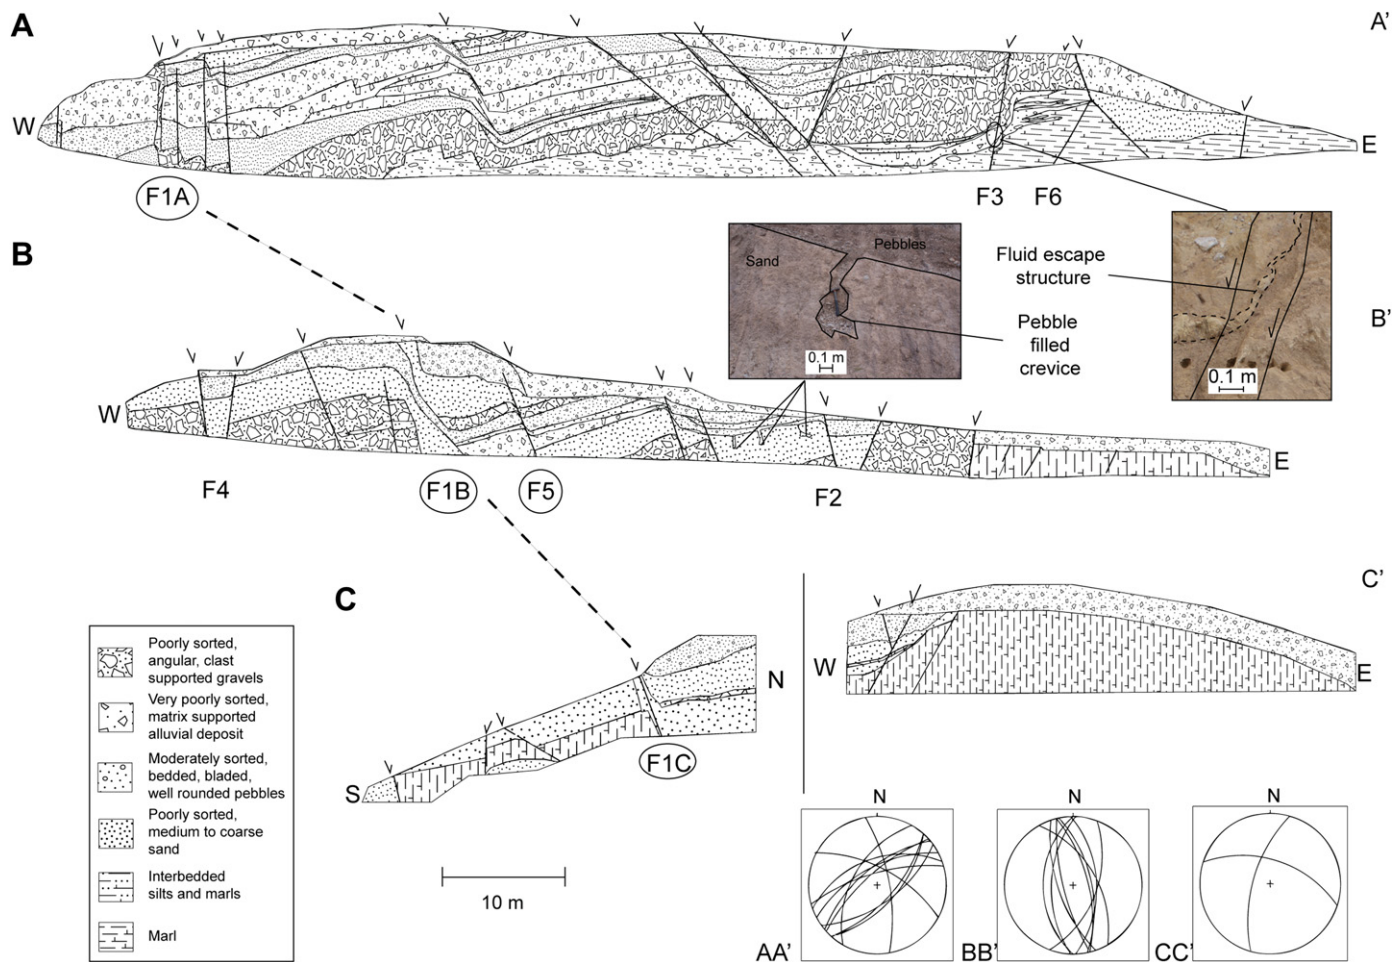 A
A'
W
E
F1A
F3
F6
B
Sand
Pebbles
0.1 m
Fluid escape
structure
Pebble
filled
crevice
0.1 m
B'
W
E
F4
F1B
F5
F2
C
C'
N
S
F1C
W
E
Poorly sorted,
angular, clast
supported gravels
Very poorly sorted,
matrix supported
alluvial deposit
Moderately sorted,
bedded, bladed,
well rounded pebbles
Poorly sorted,
medium to coarse
sand
Interbedded
silts and marls
Marl
10 m
N
N
N
AA'
BB'
CC'